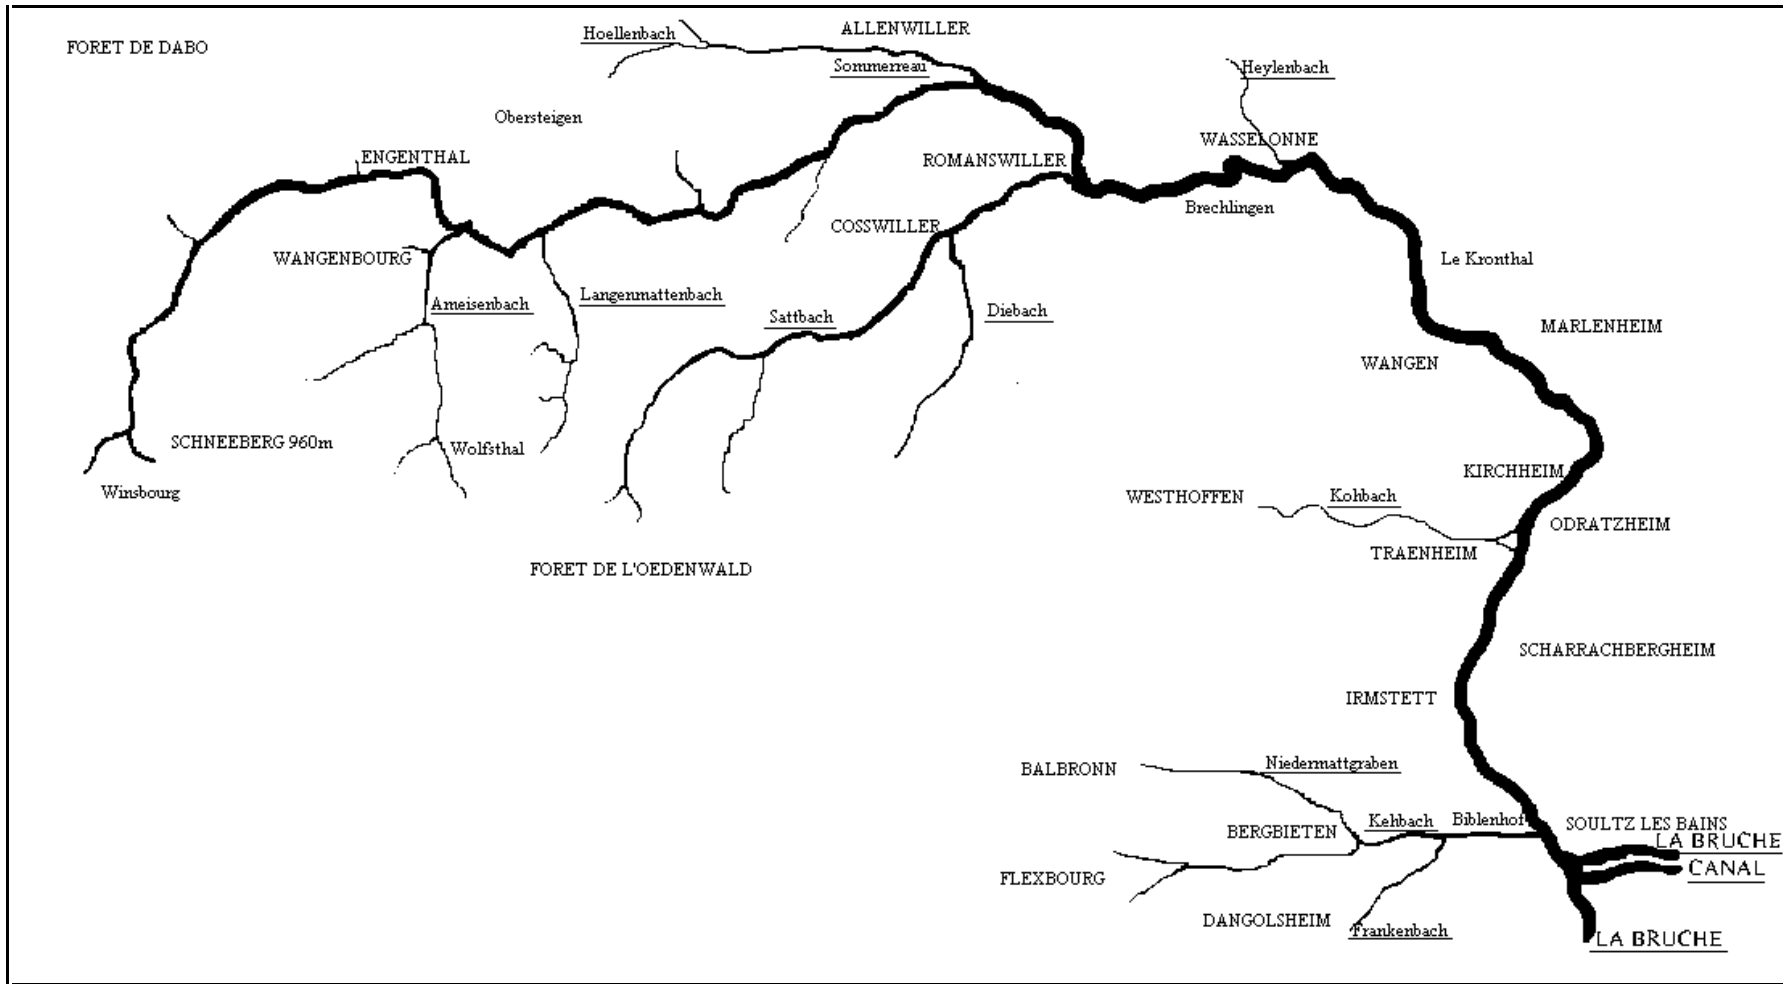 FORET DE DABO
Hoellenbach
ALLENWILLER
Sommerreau
Heylenbach
Obersteigen
WASSELONNE
ENGENTHAL
ROMANSWILLER
Brechlingen
COSSWILLER
WANGENBOURG
Le Kronthal
Ameisenbach
Langenmattenbach
Sattbach
Diebach
MARLENHEIM
WANGEN
SCHNEEBERG 960m
Wolfsthal
KIRCHHEIM
Winsbourg
WESTHOFFEN
Kohbach
ODRATZHEIM
TRAENHEIM
FORET DE L'OEDENWALD
SCHARRACHBERGHEIM
IRMSTETT
BALBRONN
Niedermattgraben
BERGBIETEN
Kehbach
Biblenhof
SOULTZ LES BAINS
LA BRUCHE
CANAL
FLEXBOURG
DANGOLSHEIM
Frankenbach
LA BRUCHE